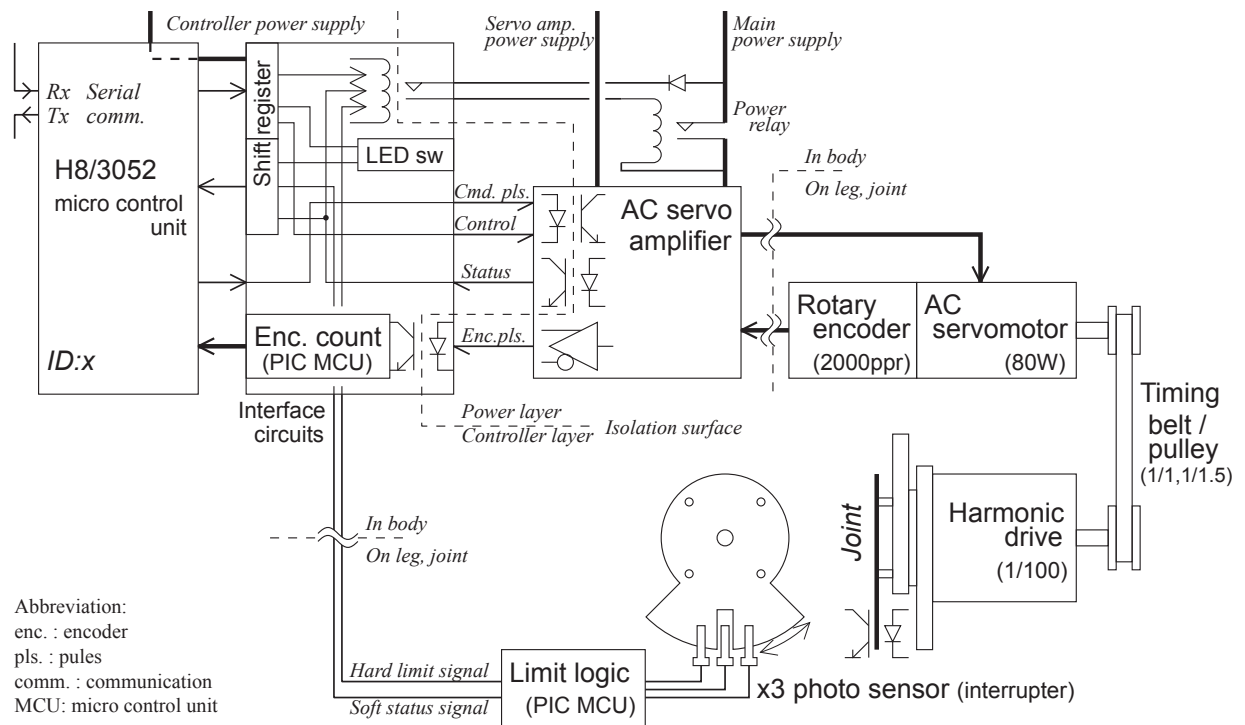 Controller power supply
Servo amp.
power supply
Main
power supply
Rx Serial
Tx comm.
H8/3052
micro control
unit
ID:x
Shift register
LED sw
Power
relay
In body
On leg, joint
Cmd. pls.
Control
Status
Enc.pls.
AC servo
amplifier
Enc. count
(PIC MCU)
Interface
circuits
Power layer
Controller layer
Isolation surface
Rotary
encoder
(2000ppr)
AC
servomotor
(80W)
Timing
belt /
pulley
(1/1,1/1.5)
Harmonic
drive
(1/100)
Joint
In body
On leg, joint
Abbreviation:
enc. : encoder
pls. : pules
comm. : communication
MCU: micro control unit
Hard limit signal
Soft status signal
Limit logic
(PIC MCU)
x3 photo sensor (interrupter)